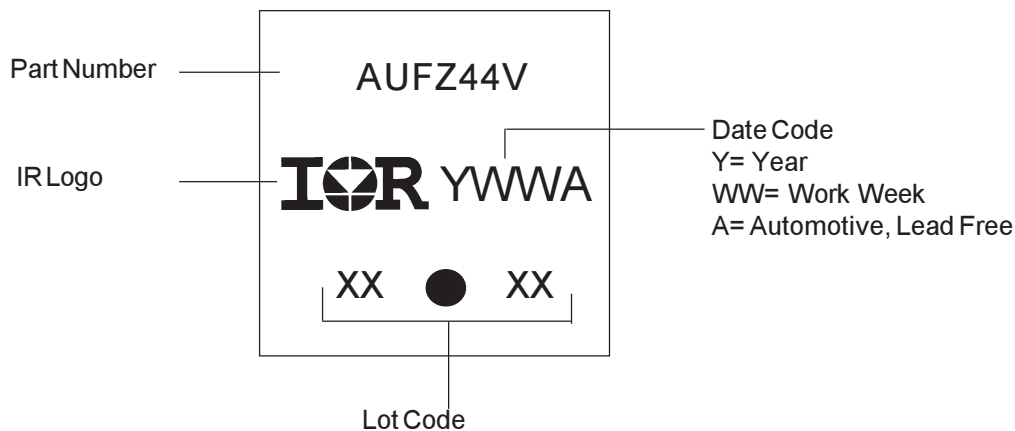 Part Number
AUFZ44V
IR Logo
IOR YWWA
Date Code
Y= Year
WW= Work Week
A= Automotive, Lead Free
XX XX
Lot Code